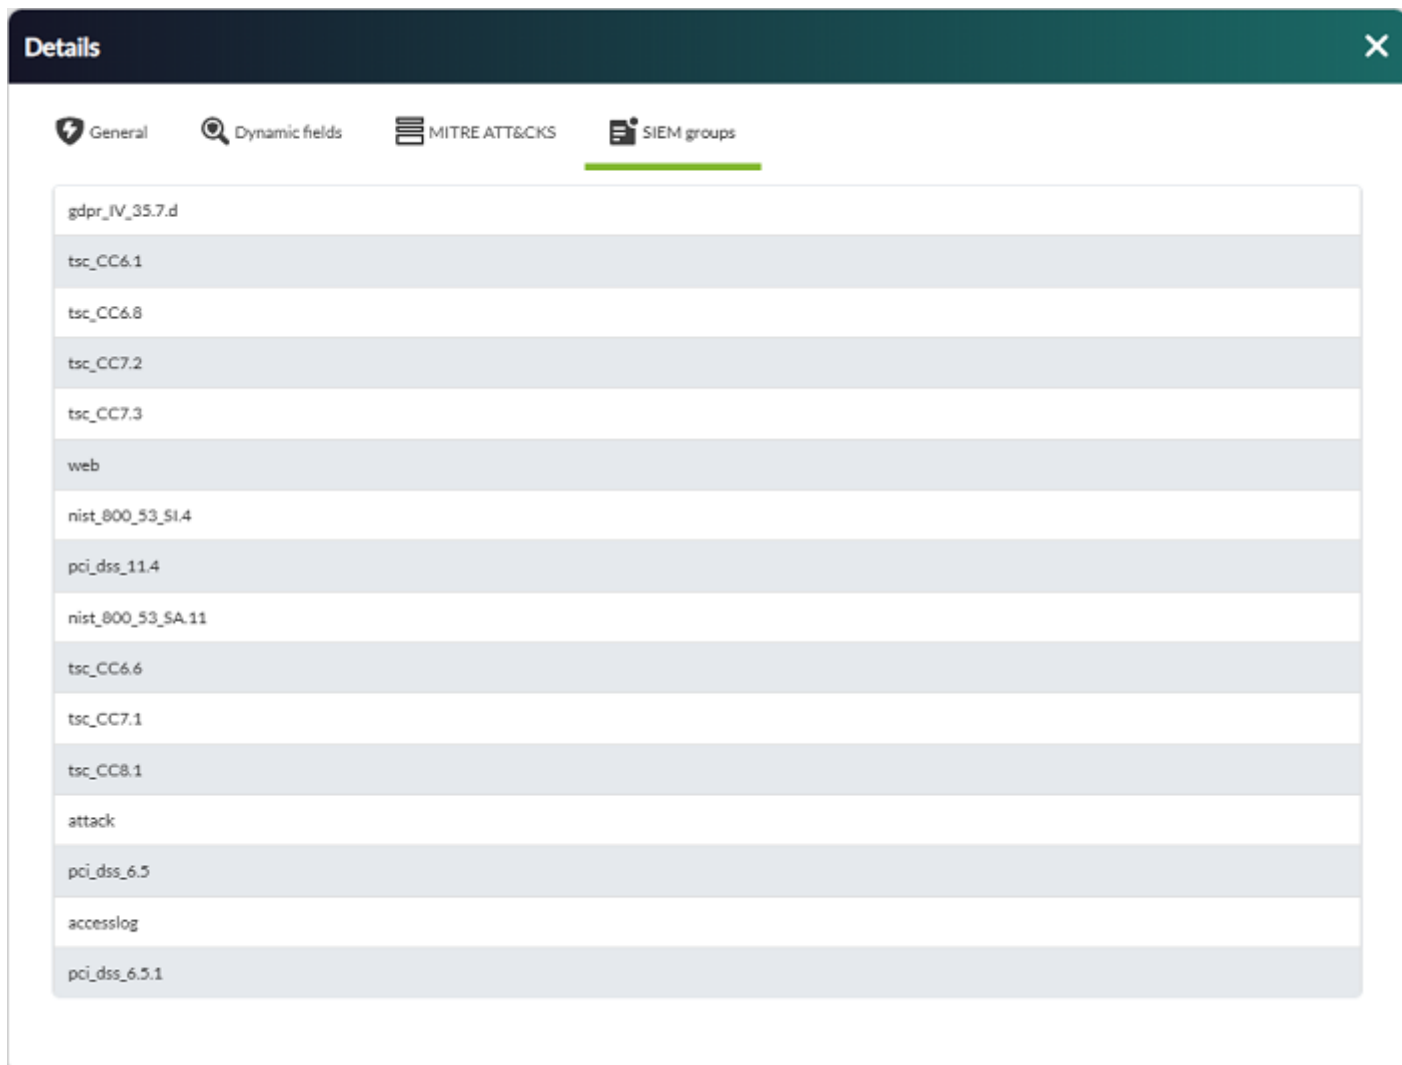 Details
General Dynamic fields MITRE ATT&CKS SIEM groups
gdpr_IV_35.7.d
tsc_CC6.1
tsc_CC6.8
tsc_CC7.2
tsc_CC7.3
web
nist_800_53_SI.4
pci_dss_11.4
nist_800_53_SA.11
tsc_CC6.6
tsc_CC7.1
tsc_CC8.1
attack
pci_dss_6.5
accesslog
pci_dss_6.5.1